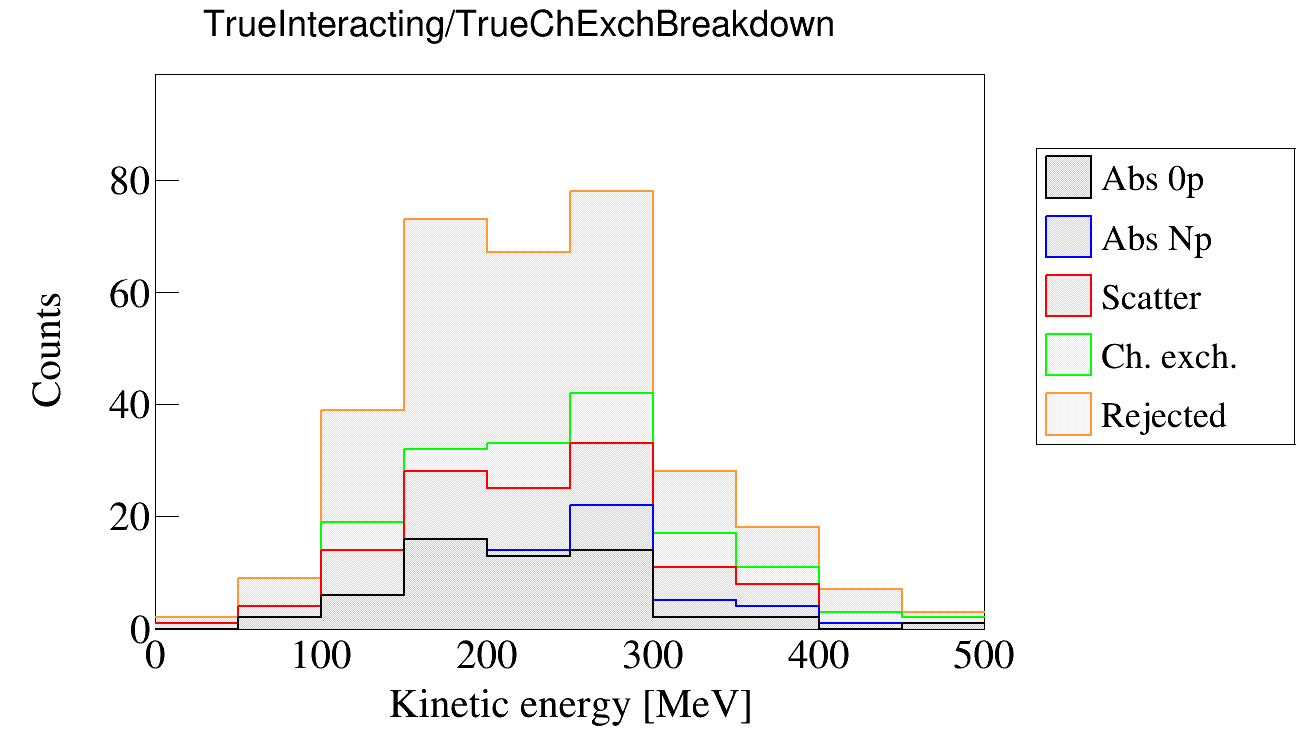 TrueInteracting/TrueChExchBreakdown
Counts
80
60
40
20
0
0 100 200 300 400 500
Kinetic energy [MeV]
Abs 0p
Abs Np
Scatter
Ch. exch.
Rejected